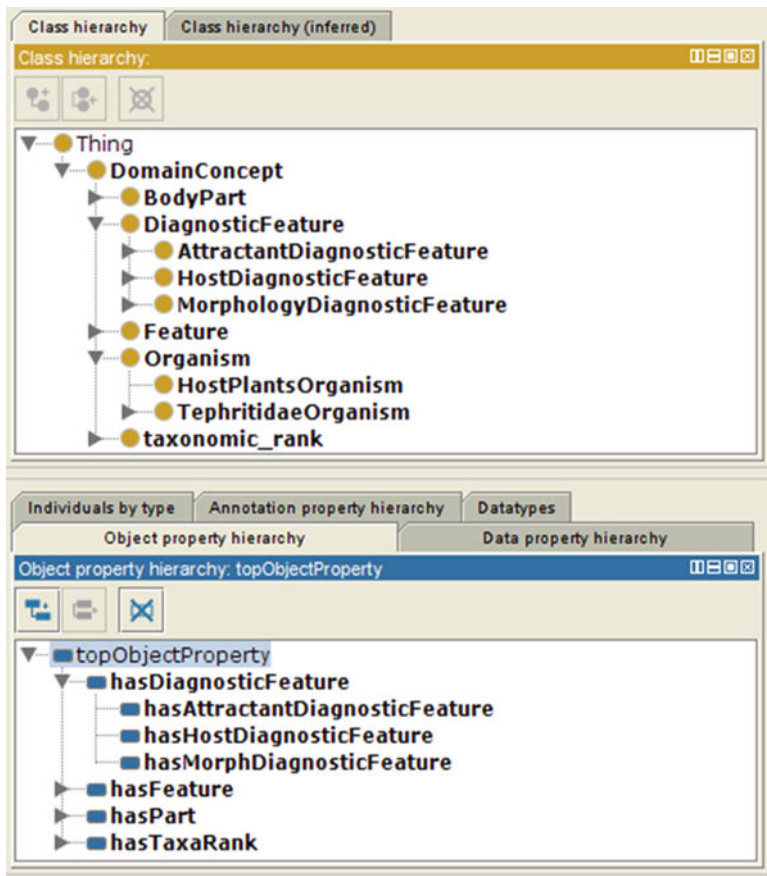 Class hierarchy Class hierarchy (inferred)
Class hierarchy:
Thing
DomainConcept
BodyPart
DiagnosticFeature
AttractantDiagnosticFeature
HostDiagnosticFeature
MorphologyDiagnosticFeature
Feature
Organism
HostPlantsOrganism
TephritidaeOrganism
taxonomic_rank
Individuals by type Annotation property hierarchy Datatypes
Object property hierarchy Data property hierarchy
Object property hierarchy: topObjectProperty
topObjectProperty
hasDiagnosticFeature
hasAttractantDiagnosticFeature
hasHostDiagnosticFeature
hasMorphDiagnosticFeature
hasFeature
hasPart
hasTaxaRank